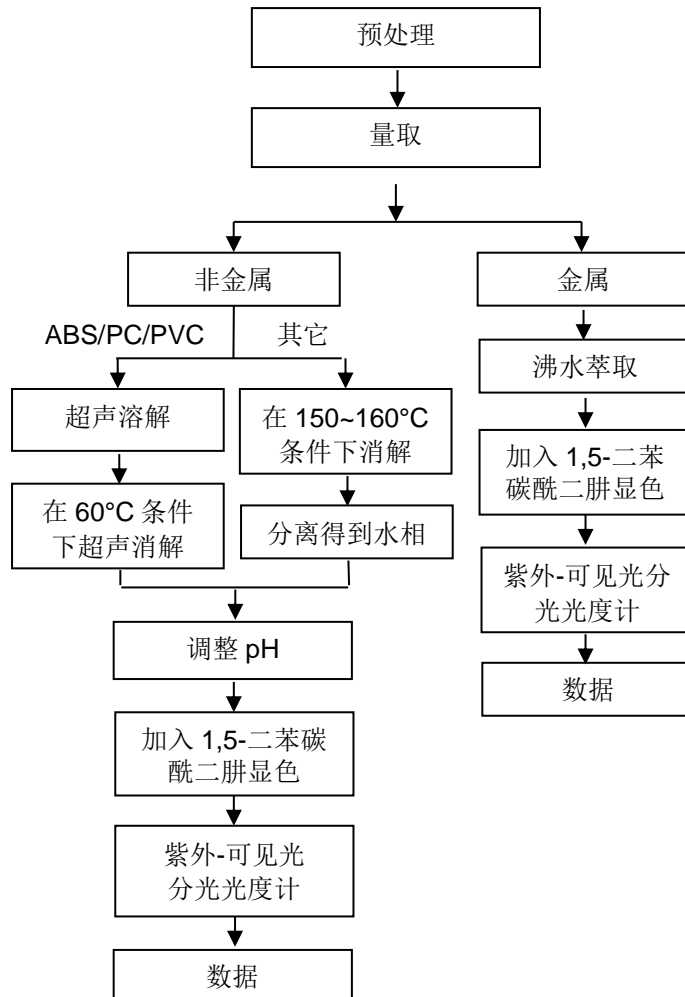 预处理
量取
非金属
金属
ABS/PC/PVC
其它
超声溶解
在 60°C 条件
下超声消解
在 150~160°C
条件下消解
分离得到水相
调整 pH
加入 1,5-二苯碳
酰二肼显色
紫外-可见光
分光光度计
数据
沸水萃取
加入 1,5-二苯
碳酰二肼显色
紫外-可见光分
光光度计
数据